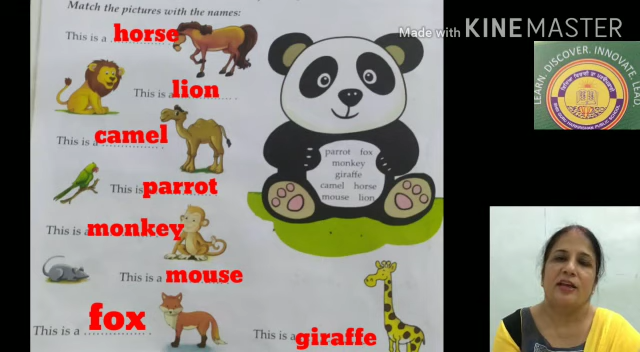 Match the pictures with the names:
Made with KINEMASTER
This is a horse
This is a lion
This is a camel
This is parrot
This is a monkey
This is a mouse
This is a fox
This is a giraffe
parrot fox
monkey
giraffe
camel horse
mouse lion
LEARN. DISCOVER. INNOVATE. LEAD